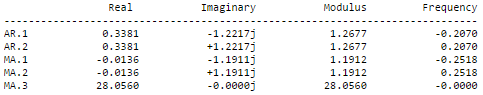 Real Imaginary Modulus Frequency
-----------------------------------------------------------------------------
AR.1 0.3381 -1.2217j 1.2677 -0.2070
AR.2 0.3381 +1.2217j 1.2677 0.2070
MA.1 -0.0136 -1.1911j 1.1912 -0.2518
MA.2 -0.0136 +1.1911j 1.1912 0.2518
MA.3 28.0560 -0.0000j 28.0560 -0.0000